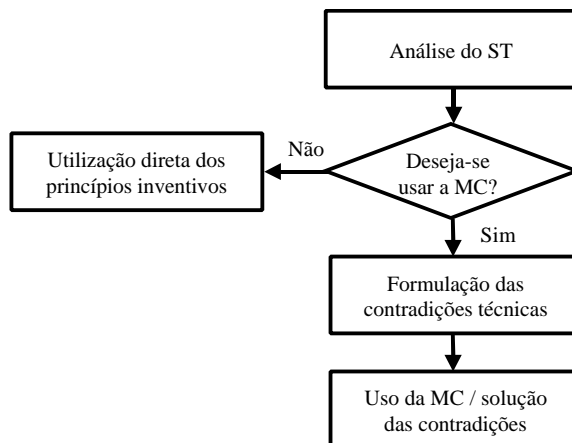 Análise do ST
Não
Utilização direta dos
princípios inventivos
Deseja-se
usar a MC?
Sim
Formulação das
contradições técnicas
Uso da MC / solução
das contradições